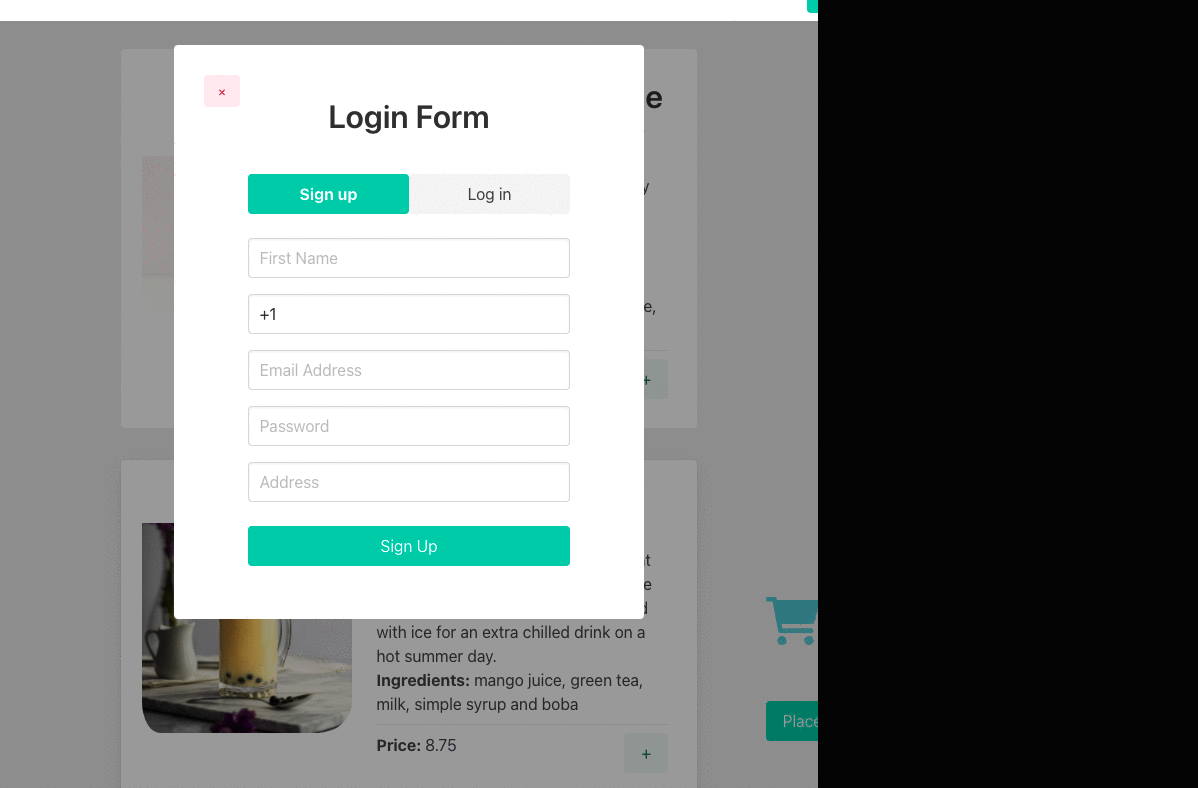 ×
e
Login Form
Sign up
Log in
y
First Name
e,
+1
Email Address
+
Password
Address
Sign Up
t
e
d
with ice for an extra chilled drink on a
hot summer day.
Ingredients: mango juice, green tea,
milk, simple syrup and boba
Place
Price: 8.75
+